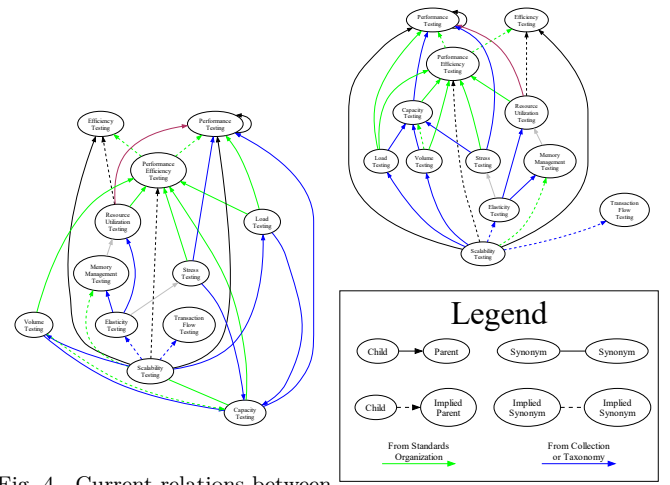 Efficiency
Testing
Performance
Testing
Performance
Efficiency
Testing
Resource
Utilization
Testing
Load
Testing
Memory
Management
Testing
Stress
Testing
Volume
Testing
Elasticity
Testing
Transaction
Flow
Testing
Scalability
Testing
Capacity
Testing
Performance
Testing
Efficiency
Testing
Performance
Efficiency
Testing
Capacity
Testing
Resource
Utilization
Testing
Load
Testing
Volume
Testing
Stress
Testing
Memory
Management
Testing
Elasticity
Testing
Transaction
Flow
Testing
Scalability
Testing
Legend
Child
Parent
Synonym
Synonym
Child
Implied
Parent
Implied
Synonym
Implied
Synonym
From Standards
Organization
From Collection
or Taxonomy
Fig. 4. Current relations between